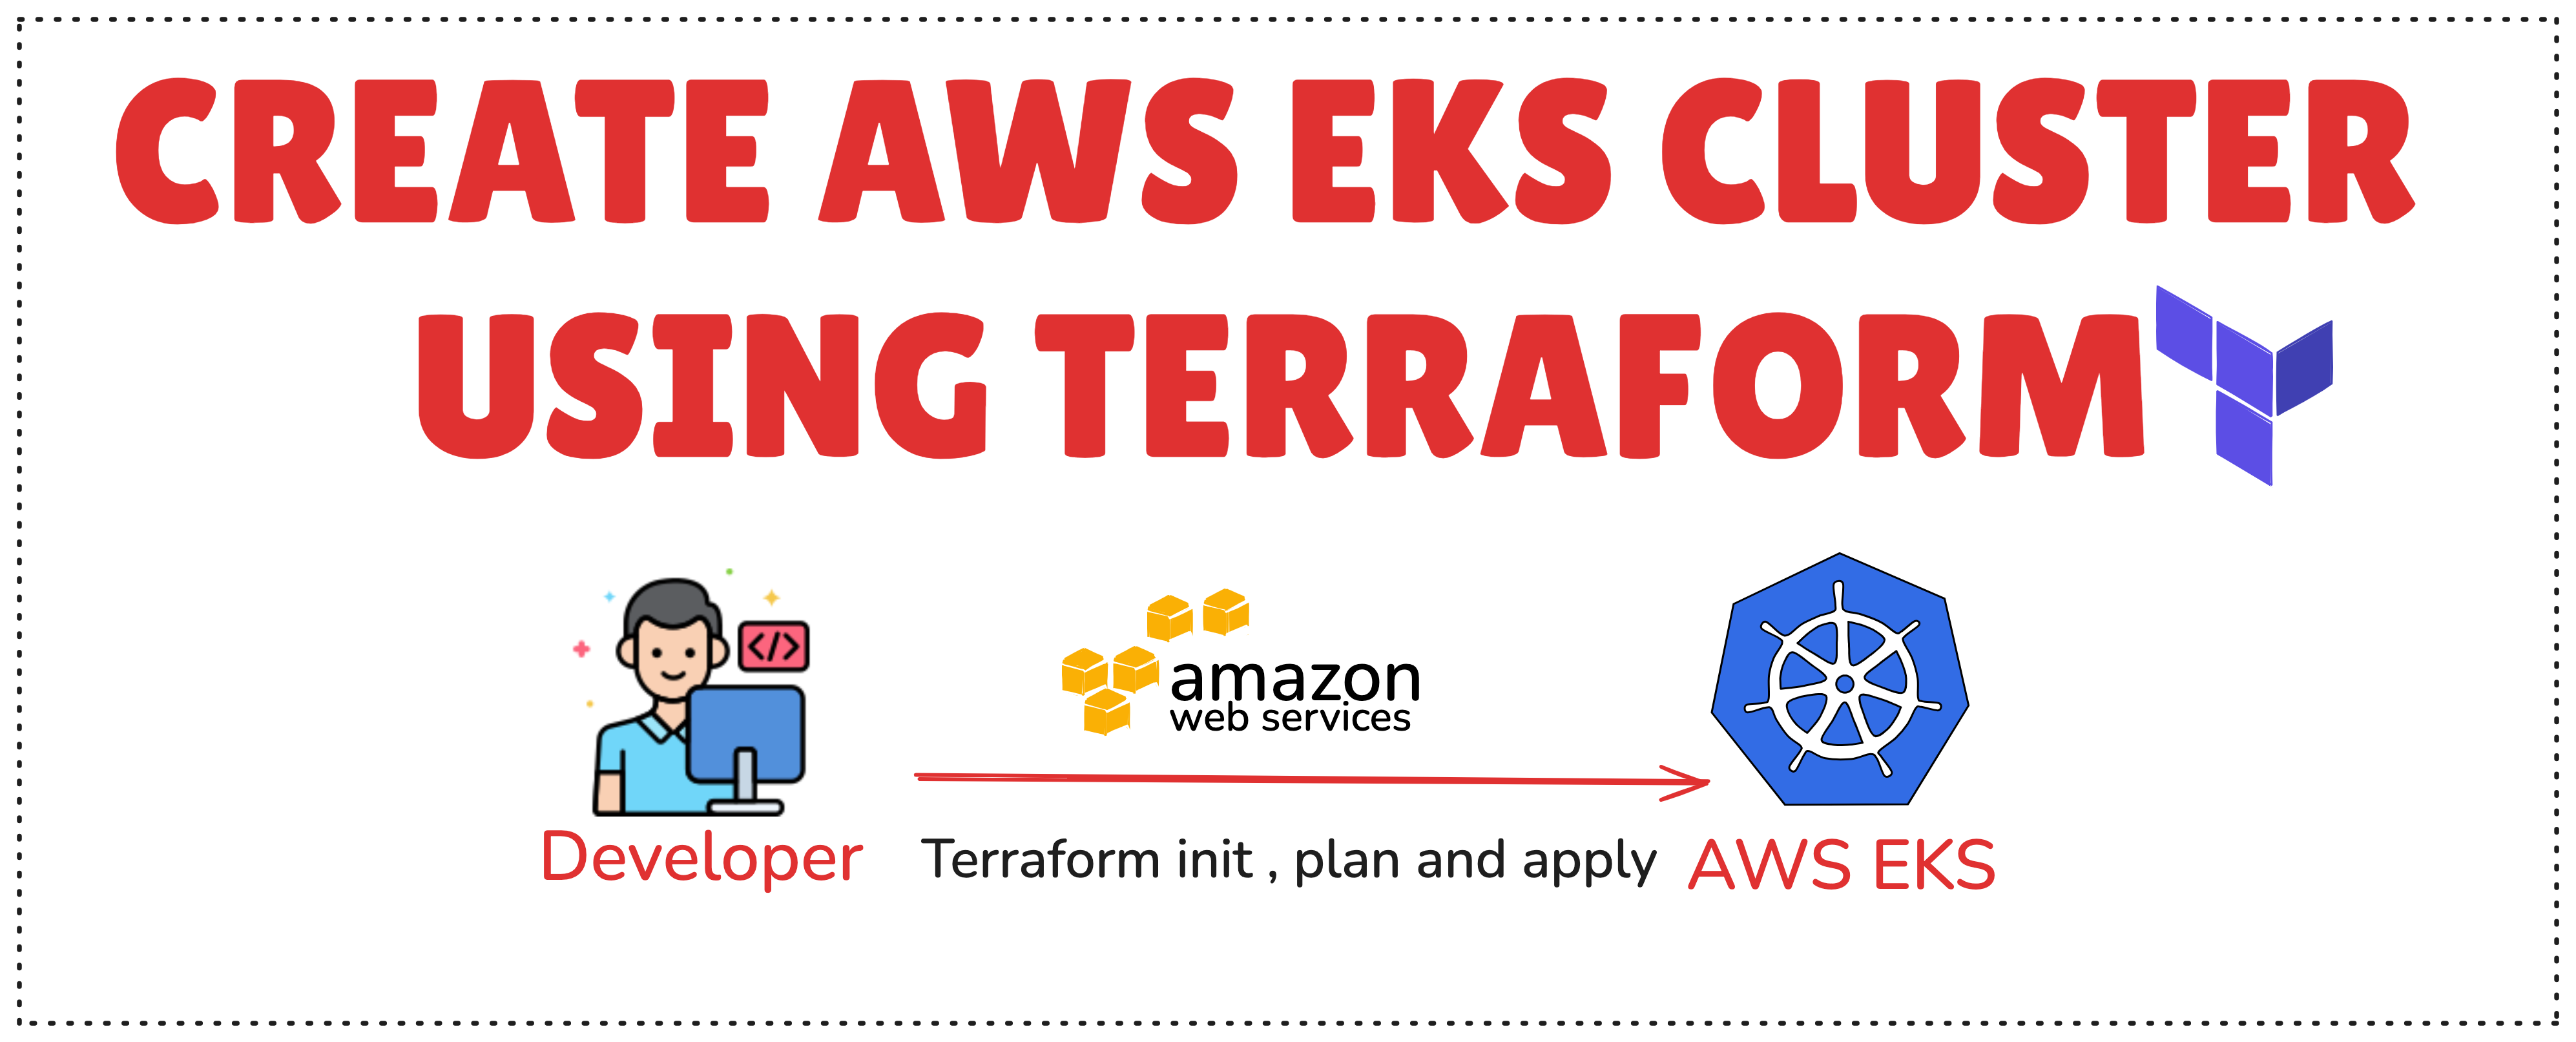 CREATE AWS EKS CLUSTER
USING TERRAFORM
</>
amazon
web services
Developer
Terraform init , plan and apply
AWS EKS